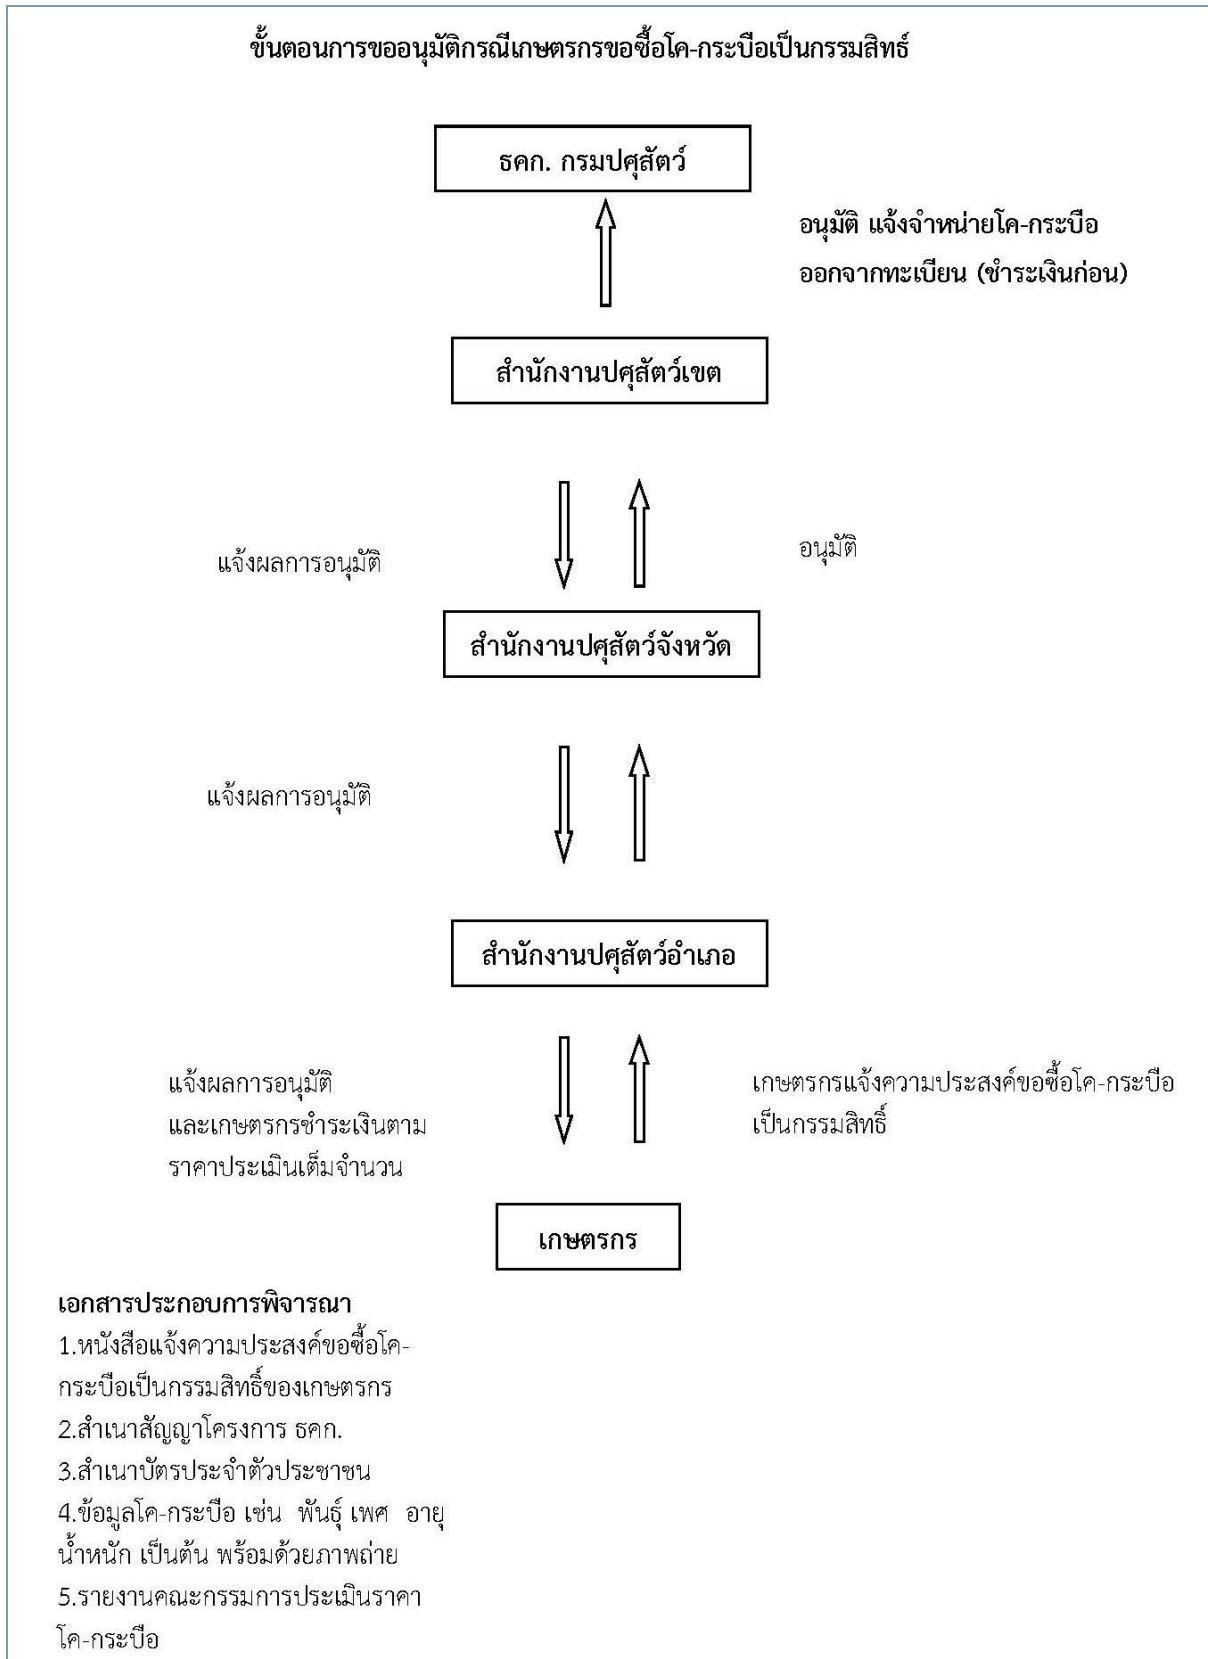 ขั้นตอนการขออนุมัติกรณีเกษตรกรขอซื้อโค-กระบือเป็นกรรมสิทธ์
ธคก. กรมปศุสัตว์
อนุมัติ แจ้งจำหน่ายโค-กระบือ
ออกจากทะเบียน (ชำระเงินก่อน)
สำนักงานปศุสัตว์เขต
แจ้งผลการอนุมัติ
อนุมัติ
สำนักงานปศุสัตว์จังหวัด
แจ้งผลการอนุมัติ
สำนักงานปศุสัตว์อำเภอ
แจ้งผลการอนุมัติ
และเกษตรกรชำระเงินตาม
ราคาประเมินเต็มจำนวน
เกษตรกรแจ้งความประสงค์ขอซื้อโค-กระบือ
เป็นกรรมสิทธิ์
เกษตรกร
เอกสารประกอบการพิจารณา
1.หนังสือแจ้งความประสงค์ขอซื้อโค-
กระบือเป็นกรรมสิทธิ์ของเกษตรกร
2.สำเนาสัญญาโครงการ ธคก.
3.สำเนาบัตรประจำตัวประชาชน
4.ข้อมูลโค-กระบือ เช่น พันธุ์ เพศ อายุ
น้ำหนัก เป็นต้น พร้อมด้วยภาพถ่าย
5.รายงานคณะกรรมการประเมินราคา
โค-กระบือ